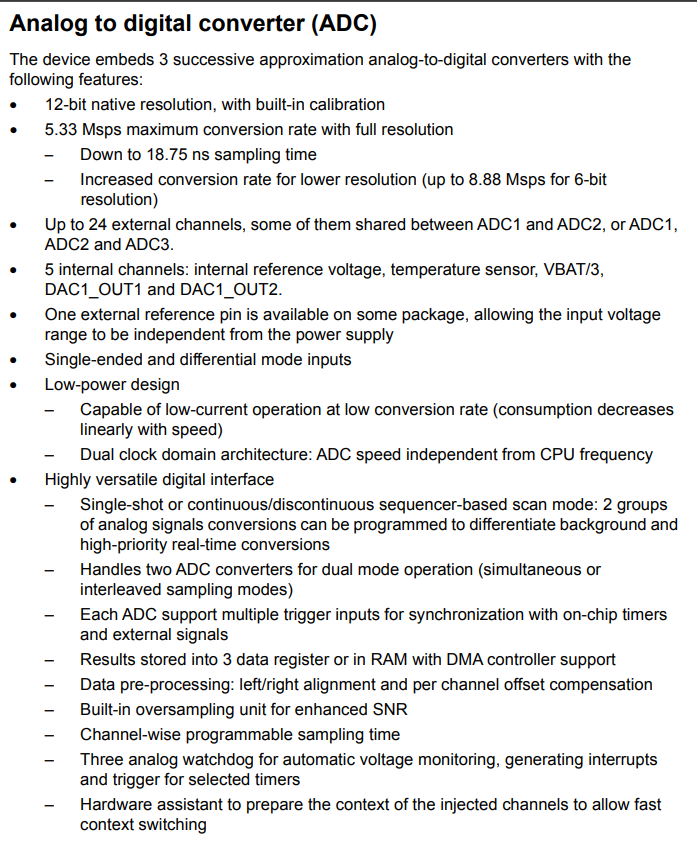 Analog to digital converter (ADC)
The device embeds 3 successive approximation analog-to-digital converters with the
following features:
• 12-bit native resolution, with built-in calibration
• 5.33 Msps maximum conversion rate with full resolution
– Down to 18.75 ns sampling time
– Increased conversion rate for lower resolution (up to 8.88 Msps for 6-bit
resolution)
• Up to 24 external channels, some of them shared between ADC1 and ADC2, or ADC1,
ADC2 and ADC3.
• 5 internal channels: internal reference voltage, temperature sensor, VBAT/3,
DAC1_OUT1 and DAC1_OUT2.
• One external reference pin is available on some package, allowing the input voltage
range to be independent from the power supply
• Single-ended and differential mode inputs
• Low-power design
– Capable of low-current operation at low conversion rate (consumption decreases
linearly with speed)
– Dual clock domain architecture: ADC speed independent from CPU frequency
• Highly versatile digital interface
– Single-shot or continuous/discontinuous sequencer-based scan mode: 2 groups
of analog signals conversions can be programmed to differentiate background and
high-priority real-time conversions
– Handles two ADC converters for dual mode operation (simultaneous or
interleaved sampling modes)
– Each ADC support multiple trigger inputs for synchronization with on-chip timers
and external signals
– Results stored into 3 data register or in RAM with DMA controller support
– Data pre-processing: left/right alignment and per channel offset compensation
– Built-in oversampling unit for enhanced SNR
– Channel-wise programmable sampling time
– Three analog watchdog for automatic voltage monitoring, generating interrupts
and trigger for selected timers
– Hardware assistant to prepare the context of the injected channels to allow fast
context switching